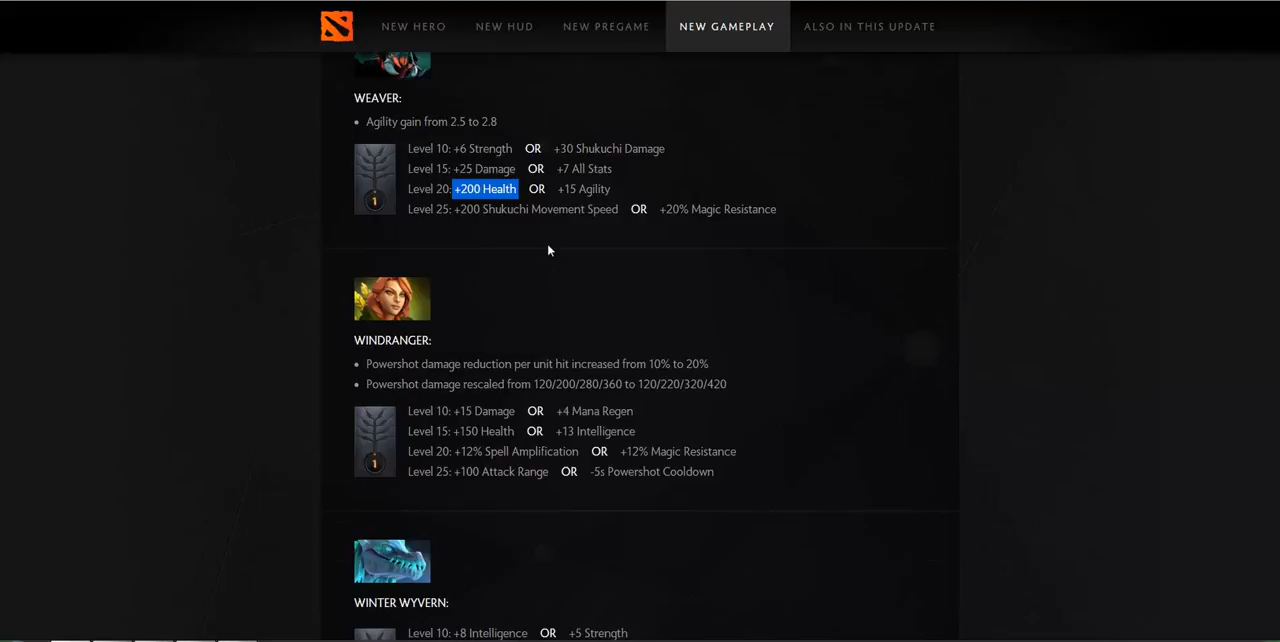 NEW HERO NEW HUD NEW PREGAME NEW GAMEPLAY ALSO IN THIS UPDATE
WEAVER:
• Agility gain from 2.5 to 2.8
Level 10: +6 Strength OR +30 Shukuchi Damage
Level 15: +25 Damage OR +7 All Stats
Level 20: +200 Health OR +15 Agility
1
Level 25: +200 Shukuchi Movement Speed OR +20% Magic Resistance
WINDRANGER:
• Powershot damage reduction per unit hit increased from 10% to 20%
• Powershot damage rescaled from 120/200/280/360 to 120/220/320/420
Level 10: +15 Damage OR +4 Mana Regen
Level 15: +150 Health OR +13 Intelligence
Level 20: +12% Spell Amplification OR +12% Magic Resistance
1
Level 25: +100 Attack Range OR -5s Powershot Cooldown
WINTER WYVERN:
Level 10: +8 Intelligence OR +5 Strength